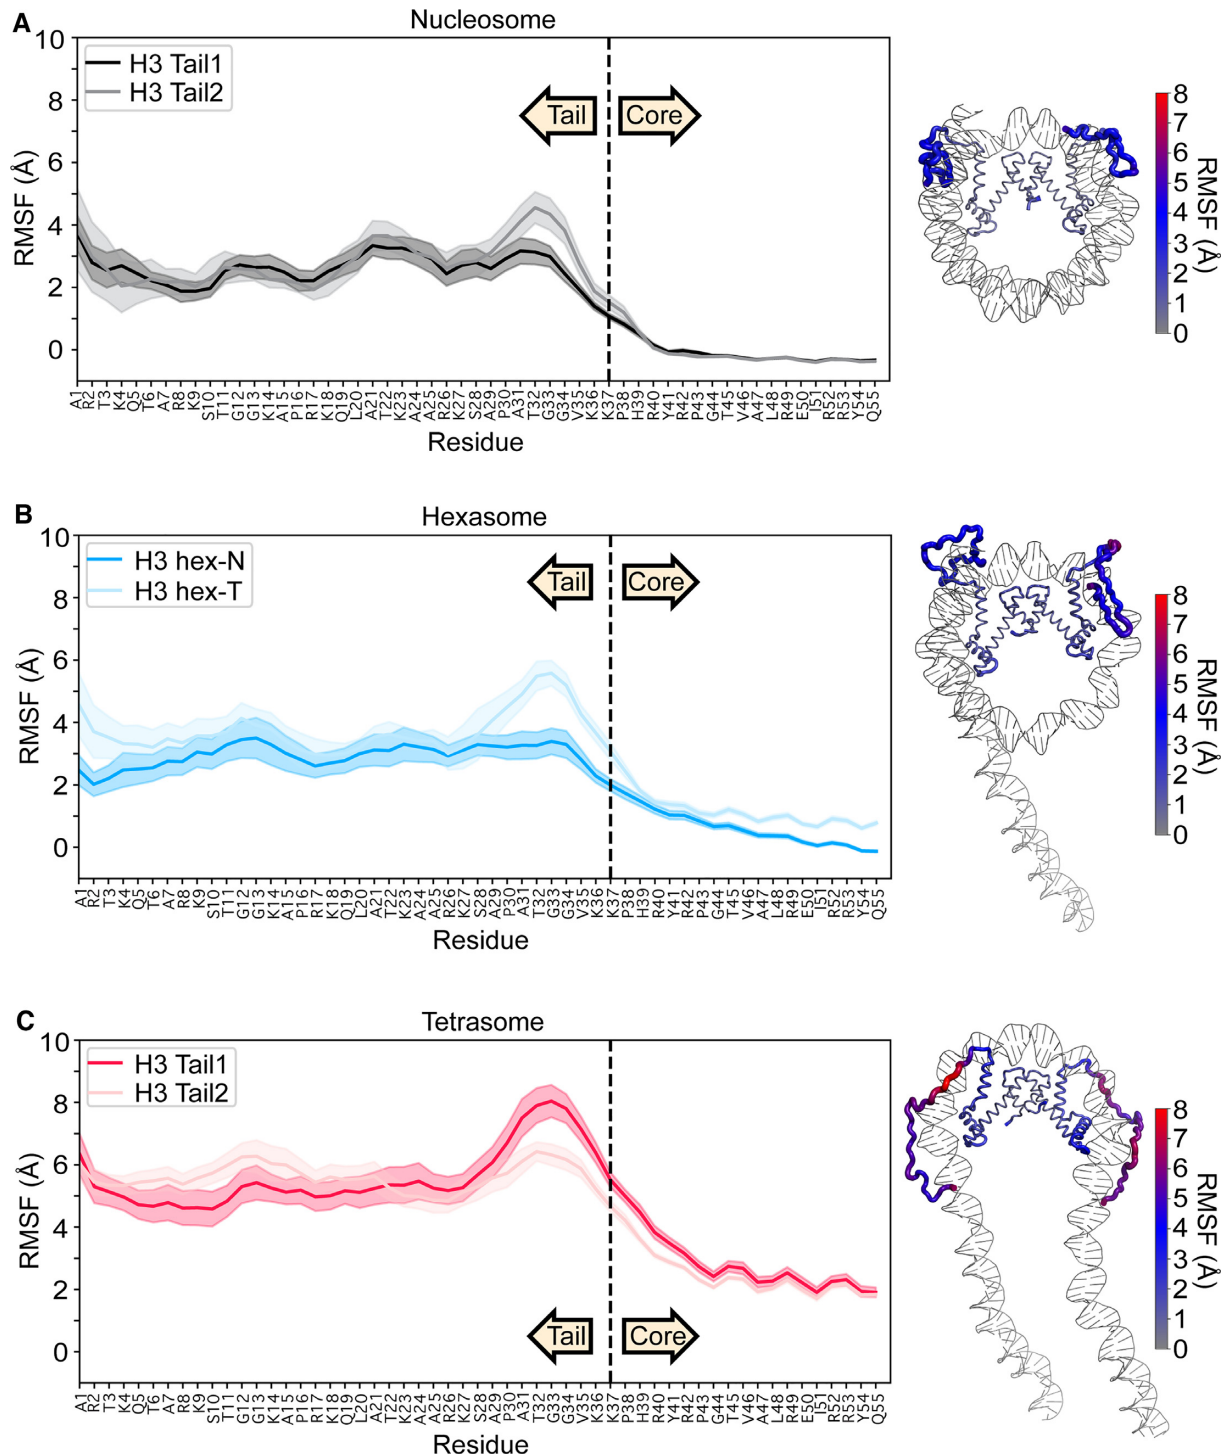 A
Nucleosome
H3 Tail1
H3 Tail2
Tail
Core
10
8
6
4
2
0
RMSF (Å)
A1 R2 T3 K4 Q5 T6 A7 R8 K9 S10 T11 G12 G13 K14 A15 P16 R17 K18 Q19 L20 A21 T22 K23 A24 A25 R26 K27 S28 A29 P30 A31 T32 G33 G34 V35 K36 K37 P38 H39 R40 Y41 R42 P43 G44 T45 V46 A47 L48 R49 E50 I51 R52 R53 Y54 Q55
Residue
8
7
6
5
4
3
2
1
0
RMSF (Å)
B
Hexasome
H3 hex-N
H3 hex-T
Tail
Core
10
8
6
4
2
0
RMSF (Å)
A1 R2 T3 K4 Q5 T6 A7 R8 K9 S10 T11 G12 G13 K14 A15 P16 R17 K18 Q19 L20 A21 T22 K23 A24 A25 R26 K27 S28 A29 P30 A31 T32 G33 G34 V35 K36 K37 P38 H39 R40 Y41 R42 P43 G44 T45 V46 A47 L48 R49 E50 I51 R52 R53 Y54 Q55
Residue
8
7
6
5
4
3
2
1
0
RMSF (Å)
C
Tetrasome
H3 Tail1
H3 Tail2
10
8
6
4
2
0
RMSF (Å)
Tail
Core
A1 R2 T3 K4 Q5 T6 A7 R8 K9 S10 T11 G12 G13 K14 A15 P16 R17 K18 Q19 L20 A21 T22 K23 A24 A25 R26 K27 S28 A29 P30 A31 T32 G33 G34 V35 K36 K37 P38 H39 R40 Y41 R42 P43 G44 T45 V46 A47 L48 R49 E50 I51 R52 R53 Y54 Q55
Residue
8
7
6
5
4
3
2
1
0
RMSF (Å)